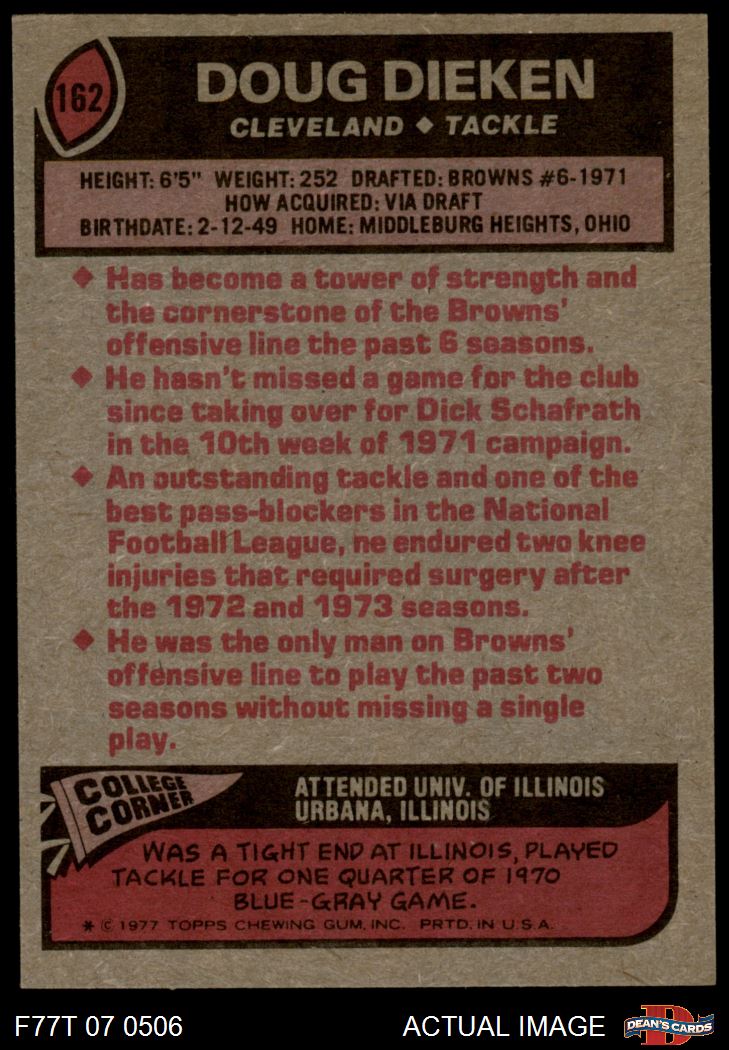 162
DOUG DIEKEN
CLEVELAND ◆ TACKLE
HEIGHT: 6'5" WEIGHT: 252 DRAFTED: BROWNS #6-1971
HOW ACQUIRED: VIA DRAFT
BIRTHDATE: 2-12-49 HOME: MIDDLEBURG HEIGHTS, OHIO
◆ Has become a tower of strength and
the cornerstone of the Browns'
offensive line the past 6 seasons.
◆ He hasn't missed a game for the club
since taking over for Dick Schafrath
in the 10th week of 1971 campaign.
◆ An outstanding tackle and one of the
best pass-blockers in the National
Football League, ne endured two knee
injuries that required surgery after
the 1972 and 1973 seasons.
◆ He was the only man on Browns'
offensive line to play the past two
seasons without missing a single
play.
COLLEGE
CORNER
ATTENDED UNIV. OF ILLINOIS
URBANA, ILLINOIS
WAS A TIGHT END AT ILLINOIS, PLAYED
TACKLE FOR ONE QUARTER OF 1970
BLUE-GRAY GAME.
* © 1977 TOPPS CHEWING GUM, INC. PRTD. IN U.S.A.
F77T 07 0506
ACTUAL IMAGE
D
DEAN'S CARDS